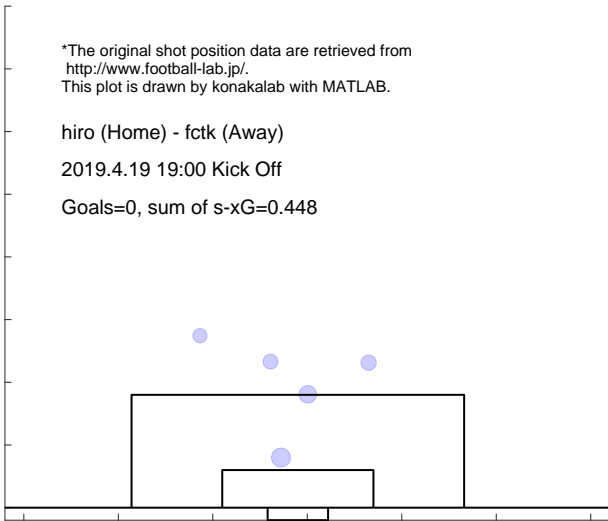 *The original shot position data are retrieved from
http://www.football-lab.jp/.
This plot is drawn by konakalab with MATLAB.
hiro (Home) - fctk (Away)
2019.4.19 19:00 Kick Off
Goals=0, sum of s-xG=0.448